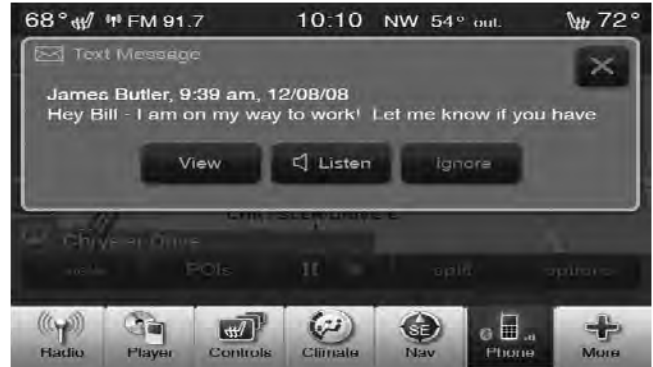 68° FM 91.7 10:10 NW 54° out. 72°
Text Message
James Butler, 9:39 am, 12/08/08
Hey Bill - I am on my way to work! Let me know if you have
View Listen Ignore
Chrysler Drive
POIs split options
SE
Radio Player Controls Climate Nav Phone More